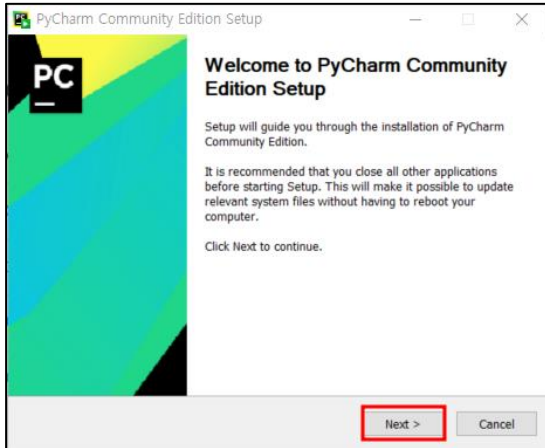 PyCharm Community Edition Setup
PC
Welcome to PyCharm Community
Edition Setup
Setup will guide you through the installation of PyCharm
Community Edition.
It is recommended that you close all other applications
before starting Setup. This will make it possible to update
relevant system files without having to reboot your
computer.
Click Next to continue.
Next > Cancel